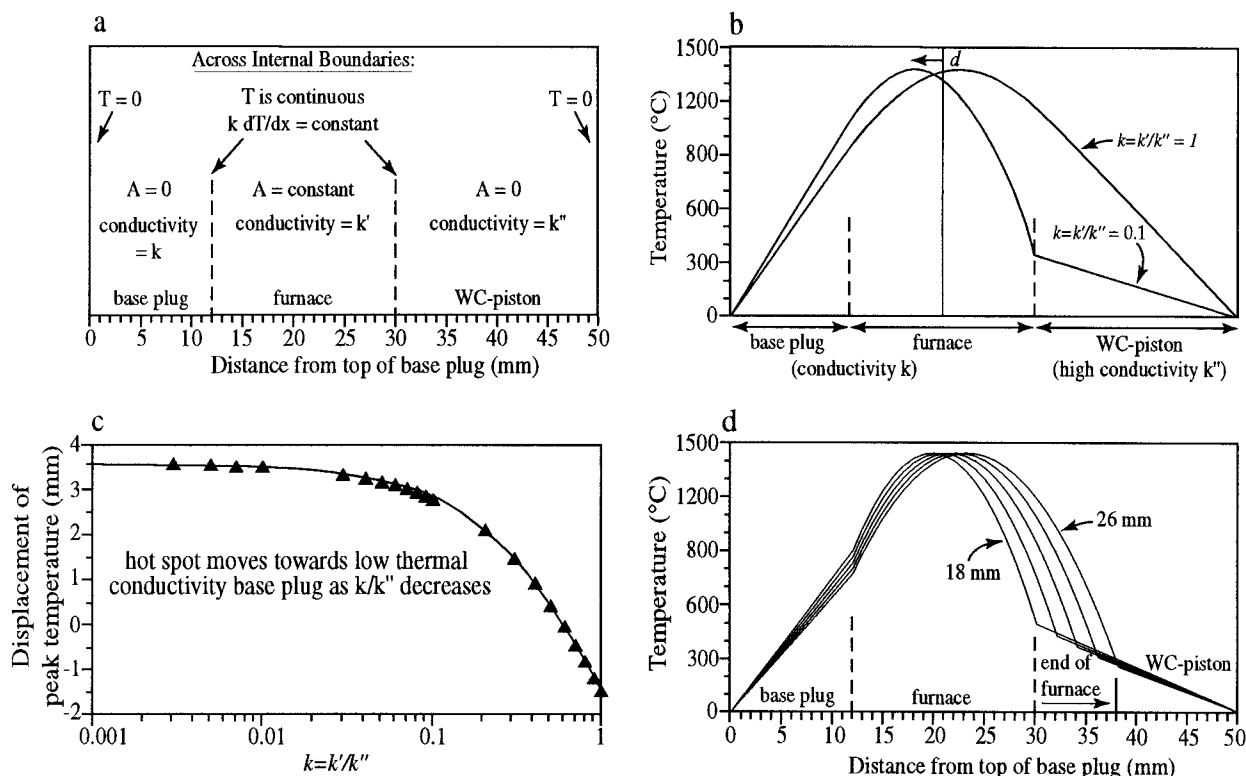 a
Across Internal Boundaries:
T = 0
T is continuous
k dT/dx = constant
T = 0
A = 0
conductivity
= k
A = constant
conductivity = k'
A = 0
conductivity = k"
base plug
furnace
WC-piston
0 5 10 15 20 25 30 35 40 45 50
Distance from top of base plug (mm)
b
Temperature (°C)
1500
1200
900
600
300
0
d
k=k'/k" = 1
k=k'/k" = 0.1
base plug
furnace
WC-piston
(conductivity k)
(high conductivity k")
c
Displacement of
peak temperature (mm)
4
3
2
1
0
-1
-2
hot spot moves towards low thermal
conductivity base plug as k/k" decreases
0.001 0.01 0.1 1
k=k'/k"
d
Temperature (°C)
1500
1200
900
600
300
0
26 mm
18 mm
end of
furnace
WC-piston
base plug
furnace
0 5 10 15 20 25 30 35 40 45 50
Distance from top of base plug (mm)